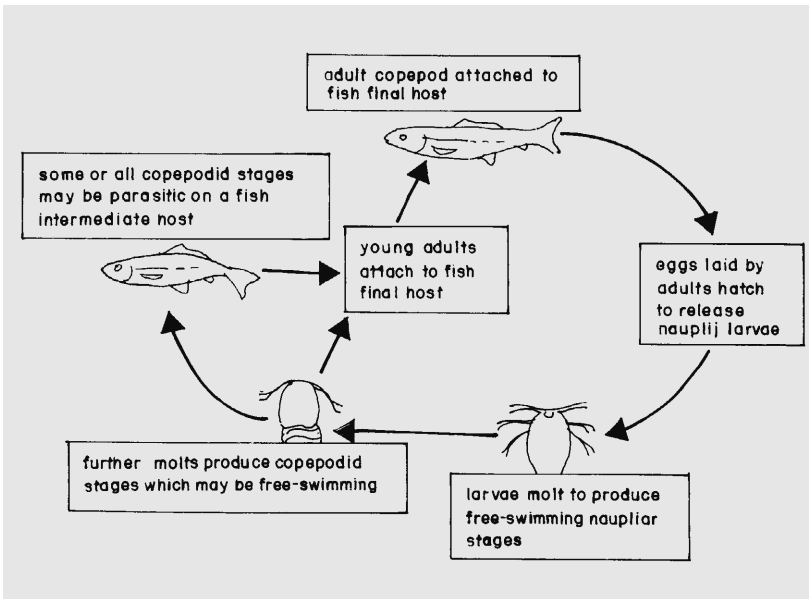 adult copepod attached to
fish final host
some or all copepodid stages
may be parasitic on a fish
intermediate host
young adults
attach to fish
final host
eggs laid by
adults hatch
to release
nauplij larvae
further molts produce copepodid
stages which may be free-swimming
larvae molt to produce
free-swimming naupliar
stages